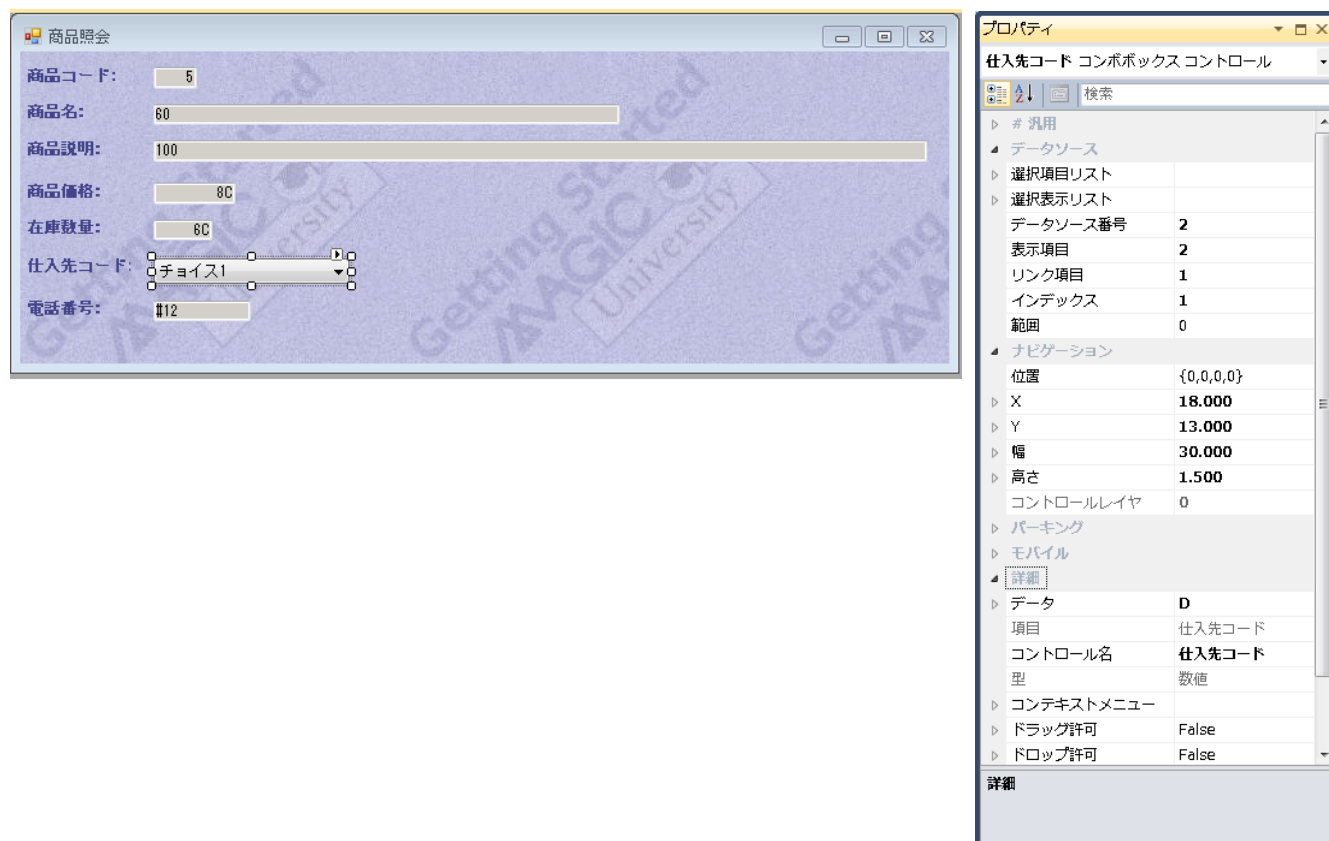 商品照会
商品コード: 5
商品名: 60
商品説明: 100
商品価格: 8C
在庫数量: 6C
仕入先コード: チョイス1
電話番号: #12
Getting Started
MAGIC University
Getting Started
MAGIC University
Getting Started
MAGIC
プロパティ
仕入先コード コンボボックス コントロール
検索
# 汎用
データソース
選択項目リスト
選択表示リスト
データソース番号 2
表示項目 2
リンク項目 1
インデックス 1
範囲 0
ナビゲーション
位置 {0,0,0,0}
X 18.000
Y 13.000
幅 30.000
高さ 1.500
コントロールレイヤ 0
パーキング
モバイル
詳細
データ D
項目 仕入先コード
コントロール名 仕入先コード
型 数値
コンテキストメニュー
ドラッグ許可 False
ドロップ許可 False
詳細